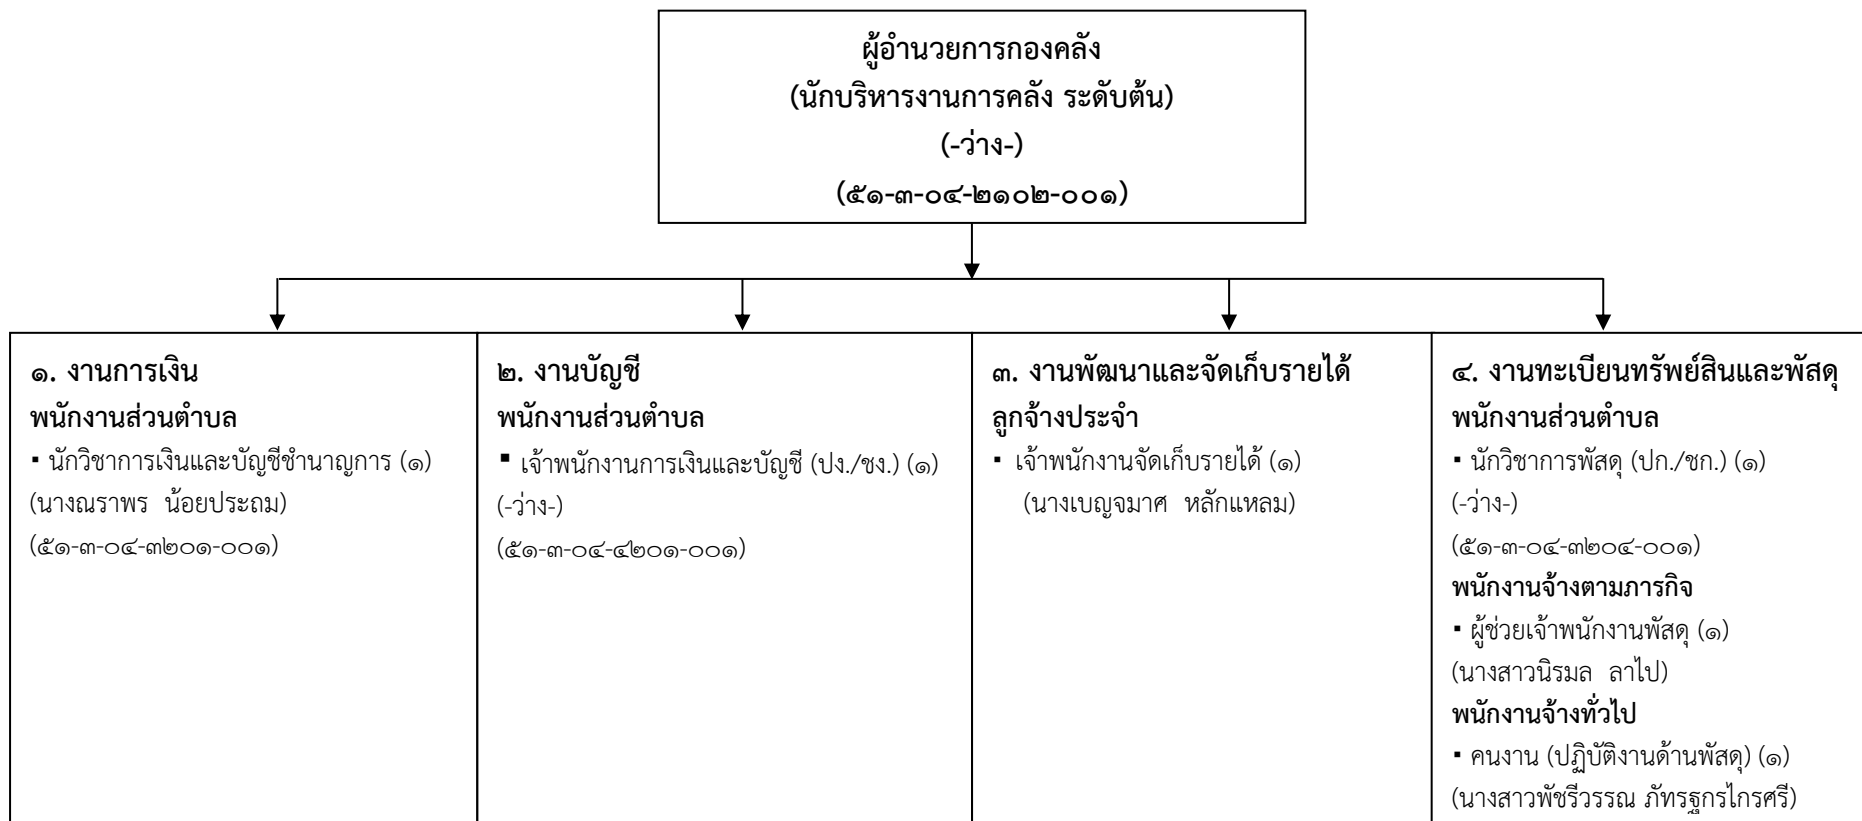 ผู้อำนวยการกองคลัง
(นักบริหารงานการคลัง ระดับต้น)
(-ว่าง-)
(๕๑-๓-๐๔-๒๑๐๒-๐๐๑)
๑. งานการเงิน
พนักงานส่วนตำบล
▪ นักวิชาการเงินและบัญชีชำนาญการ (๑)
(นางณราพร น้อยประถม)
(๕๑-๓-๐๔-๓๒๐๑-๐๐๑)
๒. งานบัญชี
พนักงานส่วนตำบล
▪ เจ้าพนักงานการเงินและบัญชี (ปง./ชง.) (๑)
(-ว่าง-)
(๕๑-๓-๐๔-๔๒๐๑-๐๐๑)
๓. งานพัฒนาและจัดเก็บรายได้
ลูกจ้างประจำ
▪ เจ้าพนักงานจัดเก็บรายได้ (๑)
(นางเบญจมาศ หลักแหลม)
๔. งานทะเบียนทรัพย์สินและพัสดุ
พนักงานส่วนตำบล
▪ นักวิชาการพัสดุ (ปก./ชก.) (๑)
(-ว่าง-)
(๕๑-๓-๐๔-๓๒๐๔-๐๐๑)
พนักงานจ้างตามภารกิจ
▪ ผู้ช่วยเจ้าพนักงานพัสดุ (๑)
(นางสาวนิรมล ลาไป)
พนักงานจ้างทั่วไป
▪ คนงาน (ปฏิบัติงานด้านพัสดุ) (๑)
(นางสาวพัชรีวรรณ ภัทรฐกรไกรศรี)